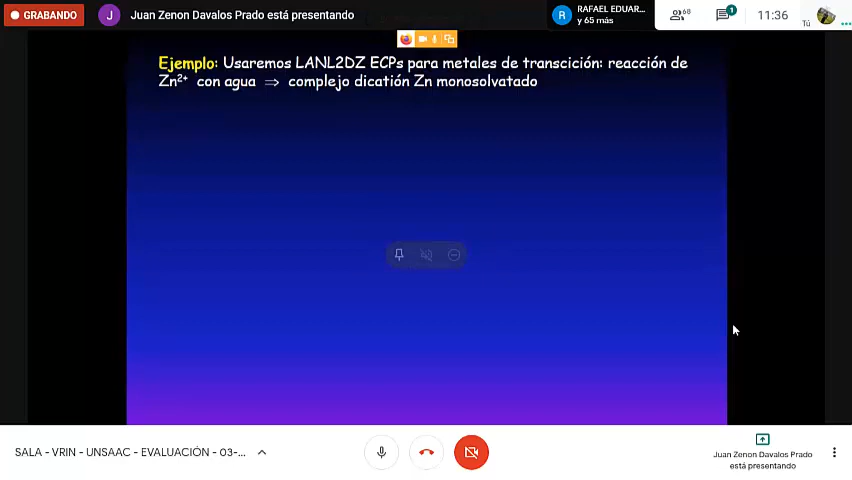 GRABANDO
J
Juan Zenon Davalos Prado está presentando
R
RAFAEL EDUAR...
y 65 más
68
1
11:36
Tú
Ejemplo: Usaremos LANL2DZ ECPs para metales de transcición: reacción de
Zn²⁺ con agua ⇒ complejo dicatión Zn monosolvatado
SALA - VRIN - UNSAAC - EVALUACIÓN - 03-...
Juan Zenon Davalos Prado
está presentando